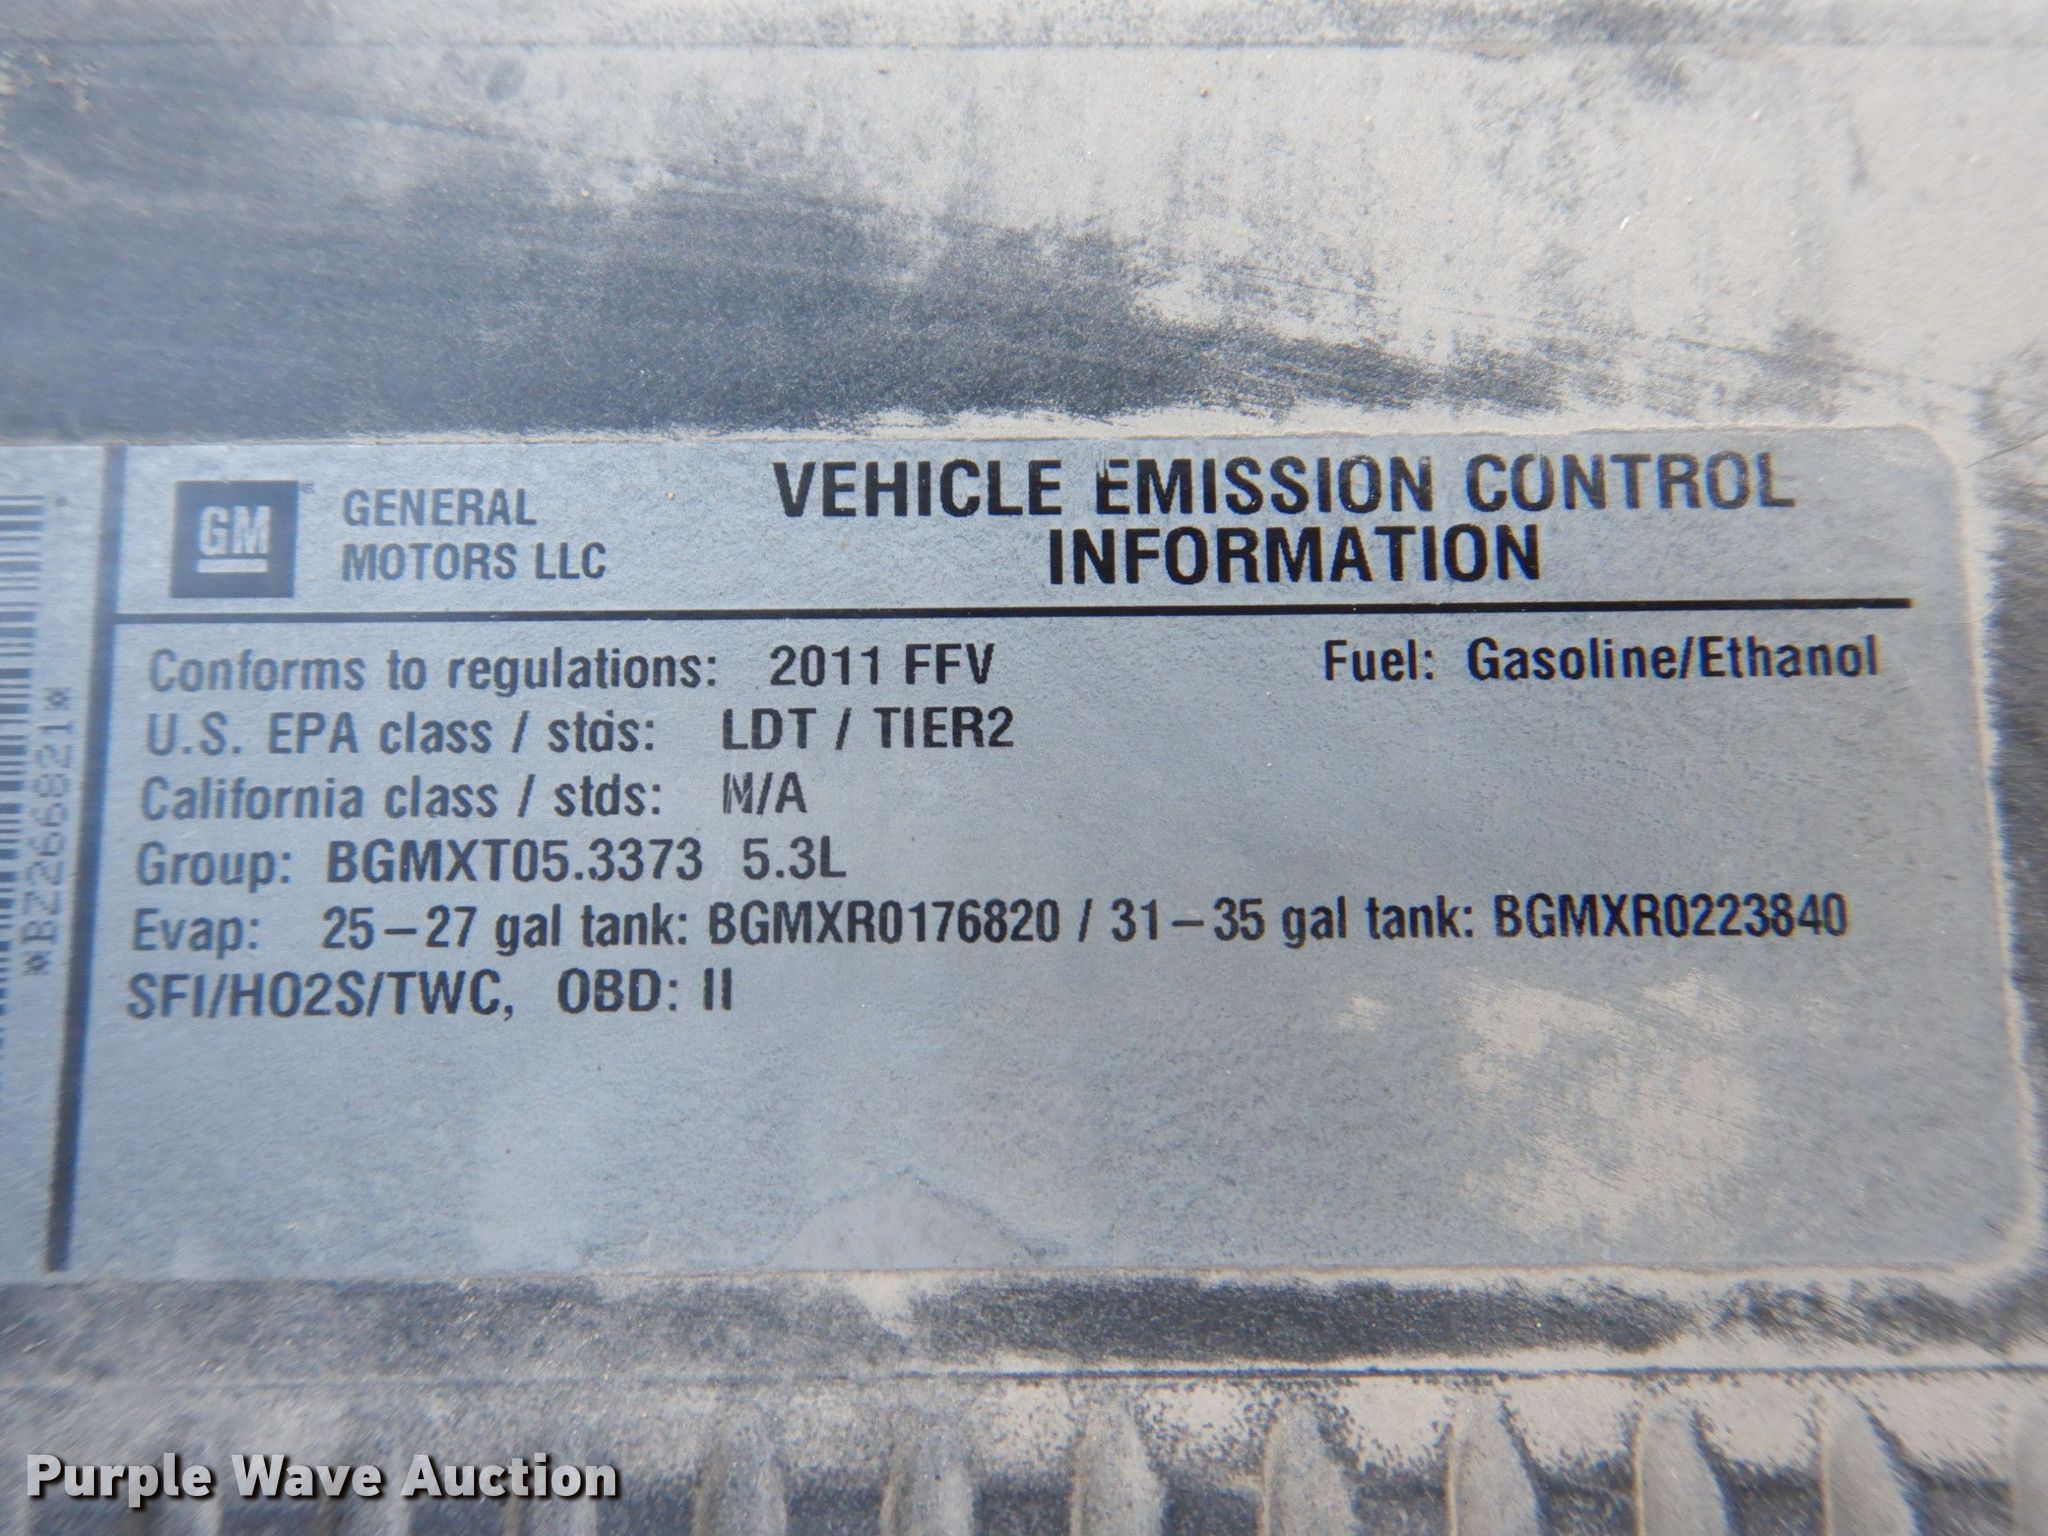 GM
GENERAL
MOTORS LLC
VEHICLE EMISSION CONTROL
INFORMATION
Conforms to regulations: 2011 FFV Fuel: Gasoline/Ethanol
U.S. EPA class / stds: LDT / TIER2
California class / stds: N/A
Group: BGMXT05.3373 5.3L
Evap: 25-27 gal tank: BGMXR0176820 / 31-35 gal tank: BGMXR0223840
SFI/HO2S/TWC, OBD: II
*BZ266821*
Purple Wave Auction